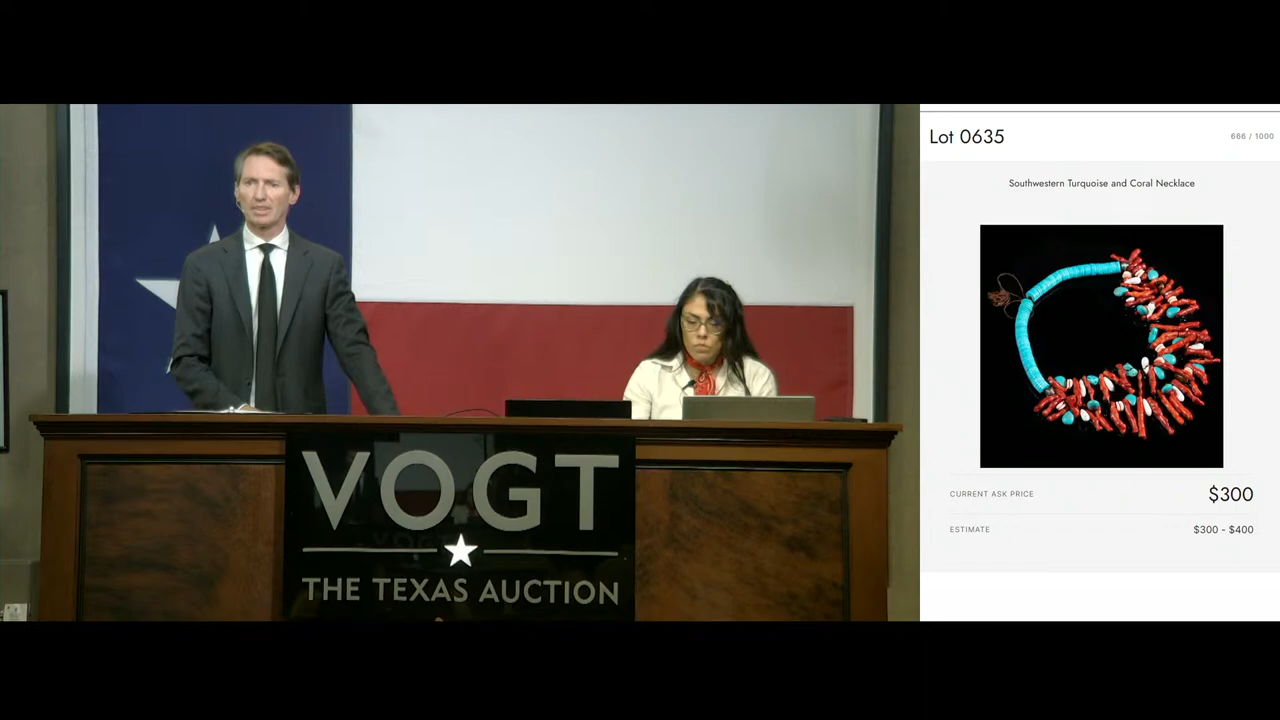 VOGT
THE TEXAS AUCTION
Lot 0635
666 / 1000
Southwestern Turquoise and Coral Necklace
CURRENT ASK PRICE
$300
ESTIMATE
$300 - $400